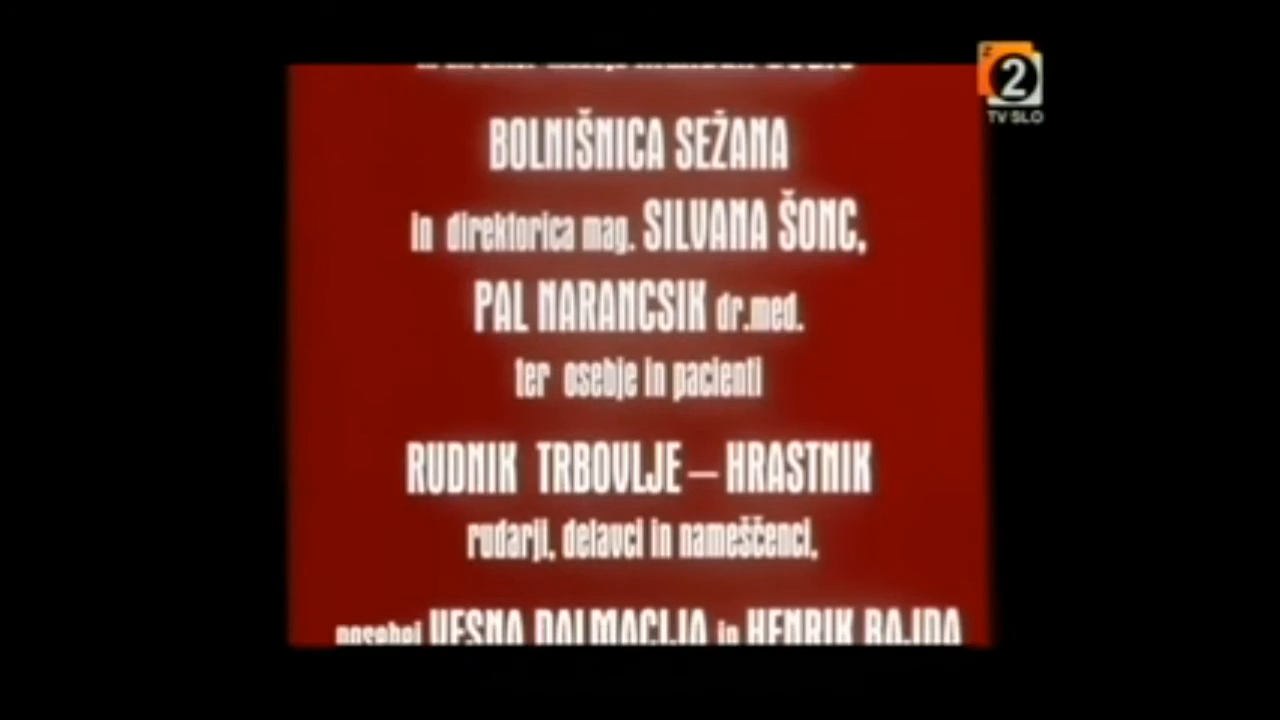 2
TV SLO
BOLNIŠNICA SEŽANA
in direktorica mag. SILVANA ŠONC,
PAL NARANCSIK dr.med.
ter osebje in pacienti
RUDNIK TRBOVLJE – HRASTNIK
rudarji, delavci in nameščenci,
posebej VESNA DALMACIJA in HENRIK BAJDA